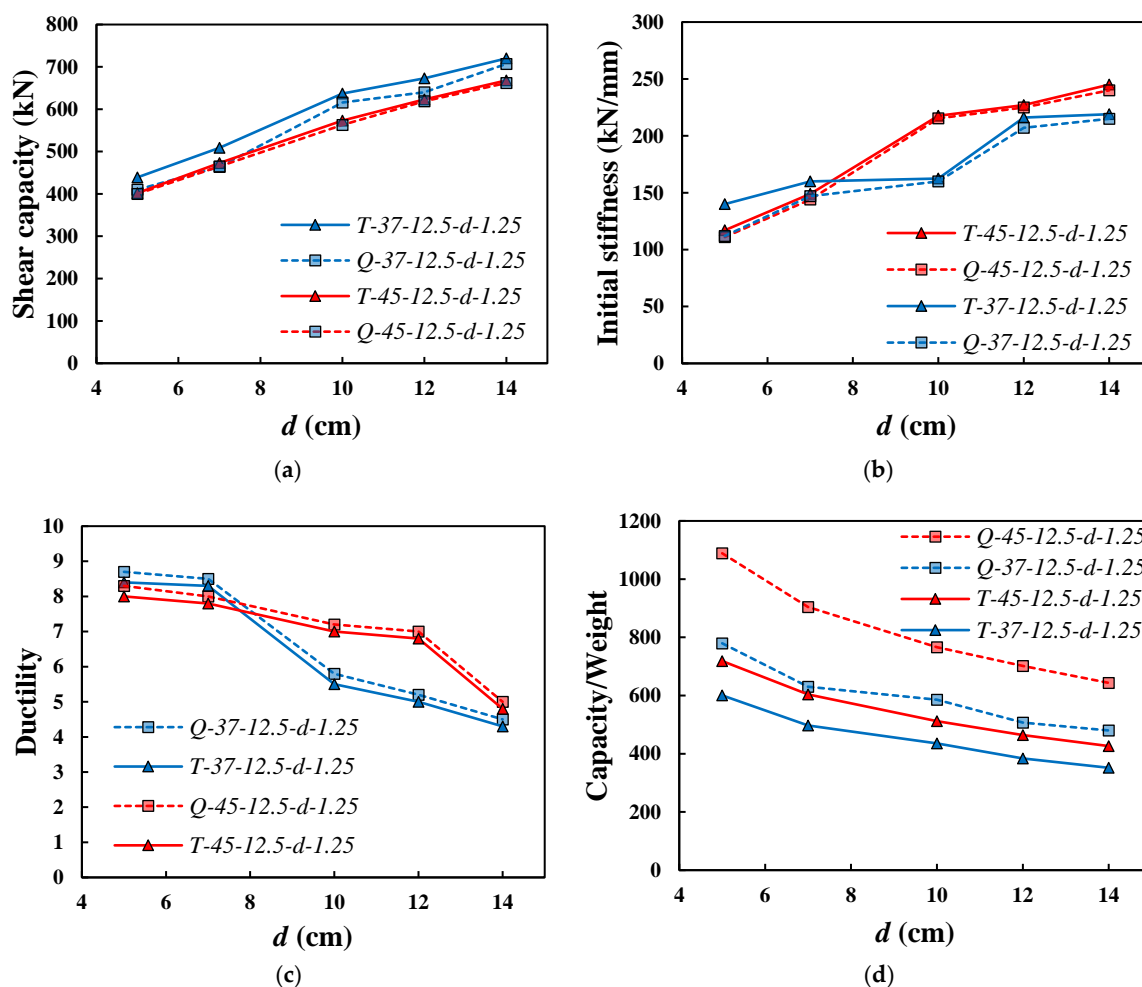 Shear capacity (kN)
800
700
600
500
400
300
200
100
0
T-37-12.5-d-1.25
Q-37-12.5-d-1.25
T-45-12.5-d-1.25
Q-45-12.5-d-1.25
4 6 8 10 12 14
d (cm)
(a)
Initial stiffness (kN/mm)
300
250
200
150
100
50
0
T-45-12.5-d-1.25
Q-45-12.5-d-1.25
T-37-12.5-d-1.25
Q-37-12.5-d-1.25
4 6 8 10 12 14
d (cm)
(b)
Ductility
10
9
8
7
6
5
4
3
2
1
0
Q-37-12.5-d-1.25
T-37-12.5-d-1.25
Q-45-12.5-d-1.25
T-45-12.5-d-1.25
4 6 8 10 12 14
d (cm)
(c)
Capacity/Weight
1200
1000
800
600
400
200
0
Q-45-12.5-d-1.25
Q-37-12.5-d-1.25
T-45-12.5-d-1.25
T-37-12.5-d-1.25
4 6 8 10 12 14
d (cm)
(d)